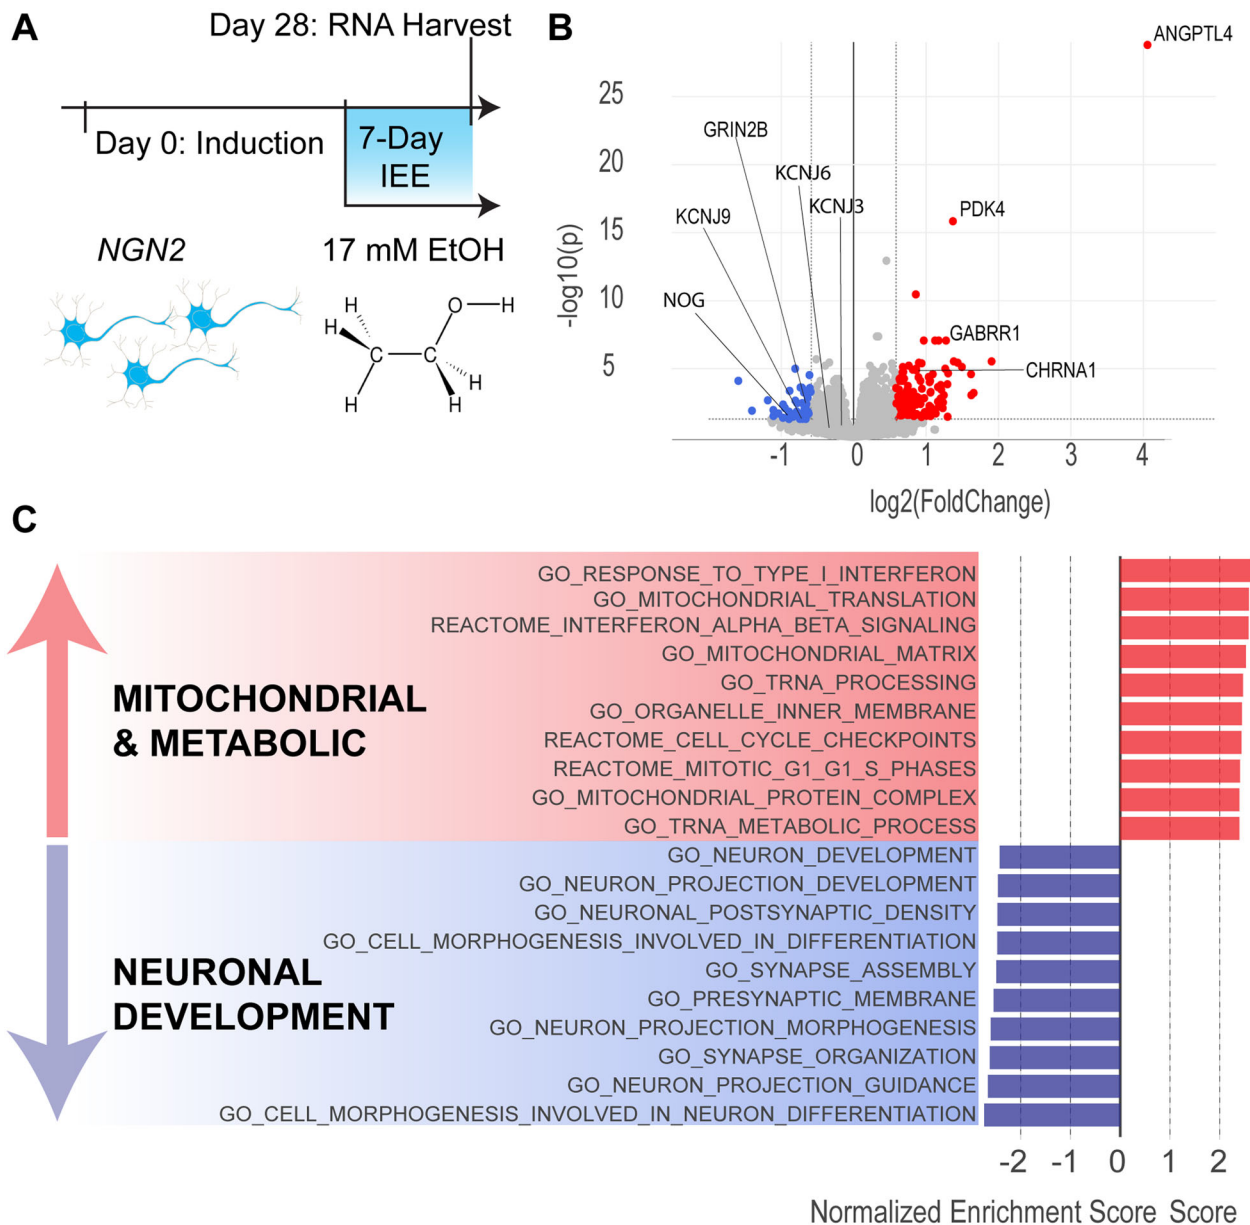 A
Day 28: RNA Harvest
Day 0: Induction
7-Day
IEE
NGN2
17 mM EtOH
H
O
H
H
C
C
H
H
H
B
ANGPTL4
25
GRIN2B
20
KCNJ6
KCNJ3
PDK4
KCNJ9
15
-log10(p)
NOG
10
GABRR1
5
CHRNA1
-1
0
1
2
3
4
log2(FoldChange)
C
GO_RESPONSE_TO_TYPE_I_INTERFERON
GO_MITOCHONDRIAL_TRANSLATION
REACTOME_INTERFERON_ALPHA_BETA_SIGNALING
GO_MITOCHONDRIAL_MATRIX
GO_TRNA_PROCESSING
GO_ORGANELLE_INNER_MEMBRANE
REACTOME_CELL_CYCLE_CHECKPOINTS
REACTOME_MITOTIC_G1_G1_S_PHASES
GO_MITOCHONDRIAL_PROTEIN_COMPLEX
GO_TRNA_METABOLIC_PROCESS
MITOCHONDRIAL
& METABOLIC
GO_NEURON_DEVELOPMENT
GO_NEURON_PROJECTION_DEVELOPMENT
GO_NEURONAL_POSTSYNAPTIC_DENSITY
GO_CELL_MORPHOGENESIS_INVOLVED_IN_DIFFERENTIATION
GO_SYNAPSE_ASSEMBLY
GO_PRESYNAPTIC_MEMBRANE
GO_NEURON_PROJECTION_MORPHOGENESIS
GO_SYNAPSE_ORGANIZATION
GO_NEURON_PROJECTION_GUIDANCE
GO_CELL_MORPHOGENESIS_INVOLVED_IN_NEURON_DIFFERENTIATION
NEURONAL
DEVELOPMENT
-2
-1
0
1
2
Normalized Enrichment Score Score